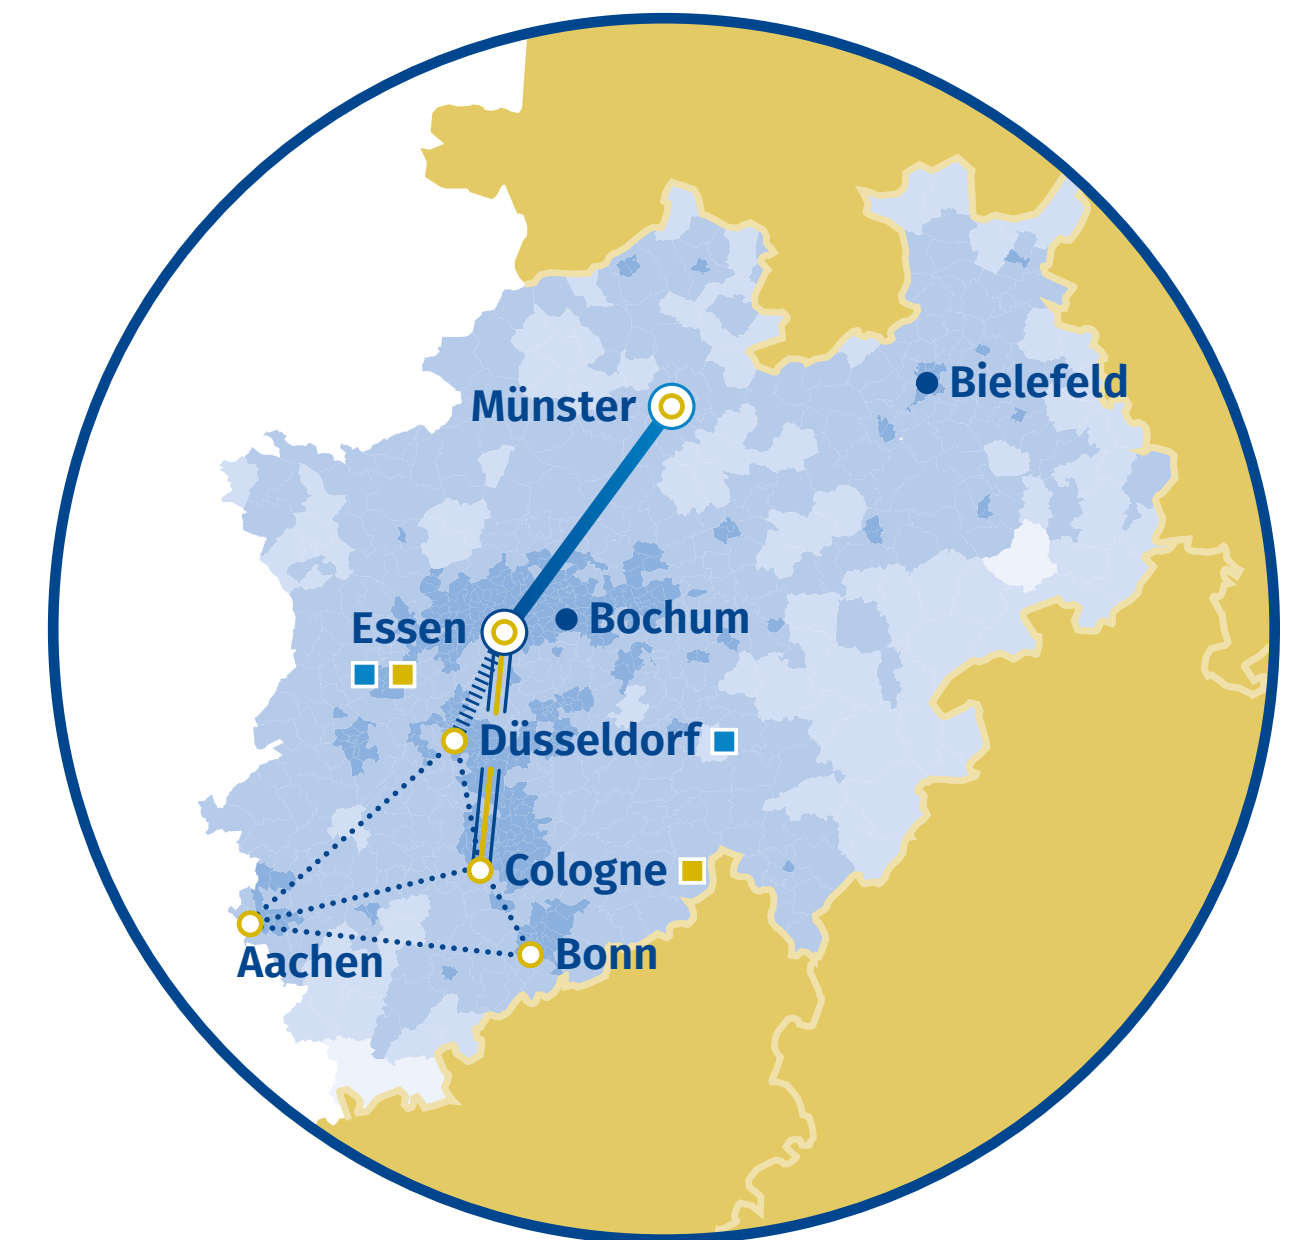 Bielefeld
Münster
Bochum
Essen
Düsseldorf
Cologne
Bonn
Aachen